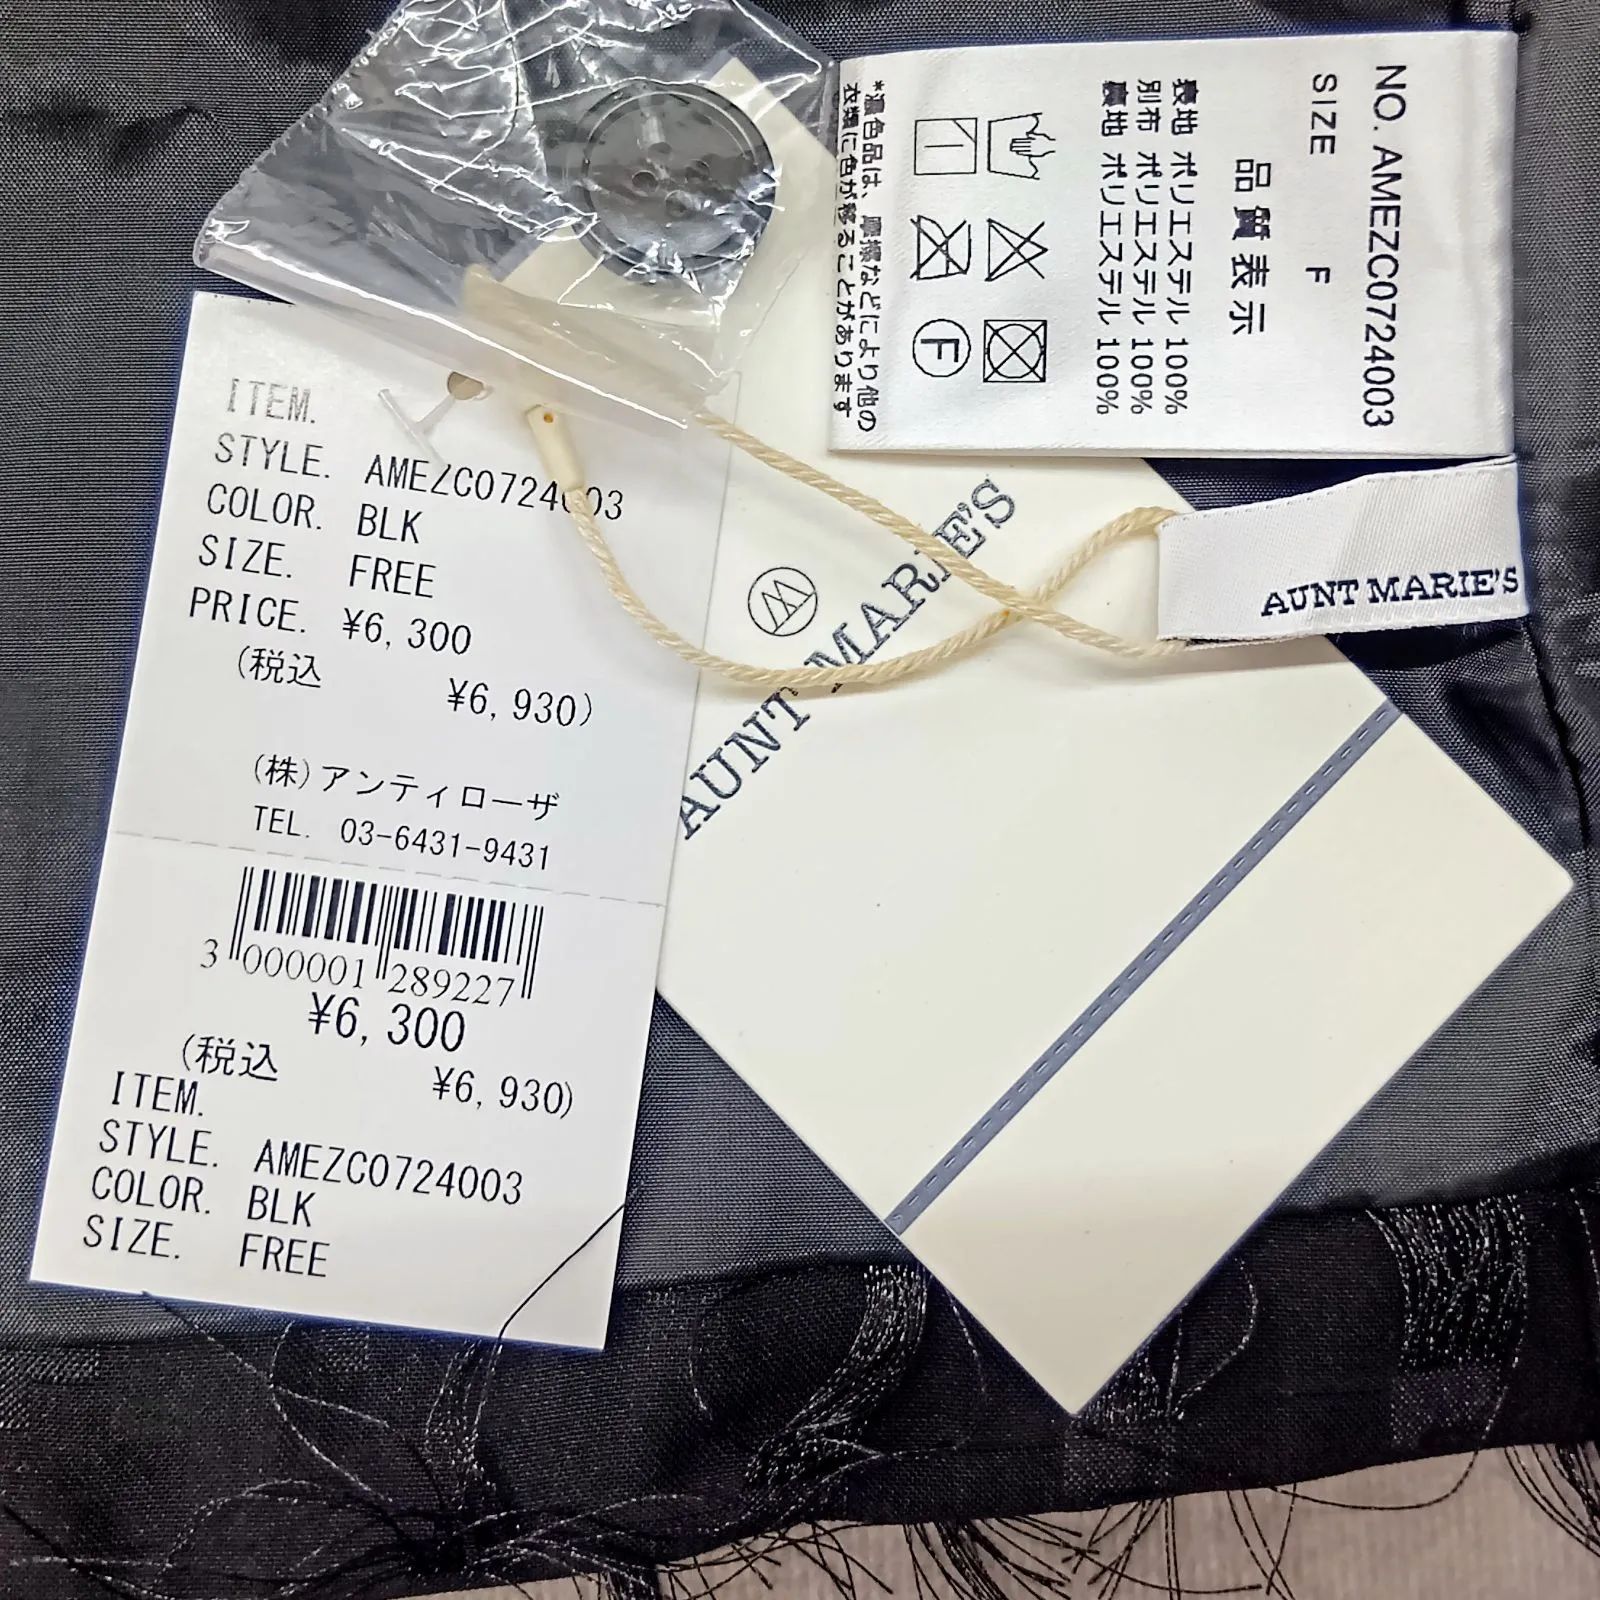 ITEM.
STYLE. AMEZC0724003
COLOR. BLK
SIZE. FREE
PRICE. ¥6,300
(税込 ¥6,930)
(株)アンティローザ
TEL. 03-6431-9431
3 000001 289227
¥6,300
(税込 ¥6,930)
ITEM.
STYLE. AMEZC0724003
COLOR. BLK
SIZE. FREE
AUNT MARIE'S
NO. AMEZC0724003
SIZE F
品質表示
表地 ポリエステル 100%
別布 ポリエステル 100%
裏地 ポリエステル 100%
F
*濃色品は、摩擦などにより他の
衣類に色が移ることがあります
AUNT MARIE'S